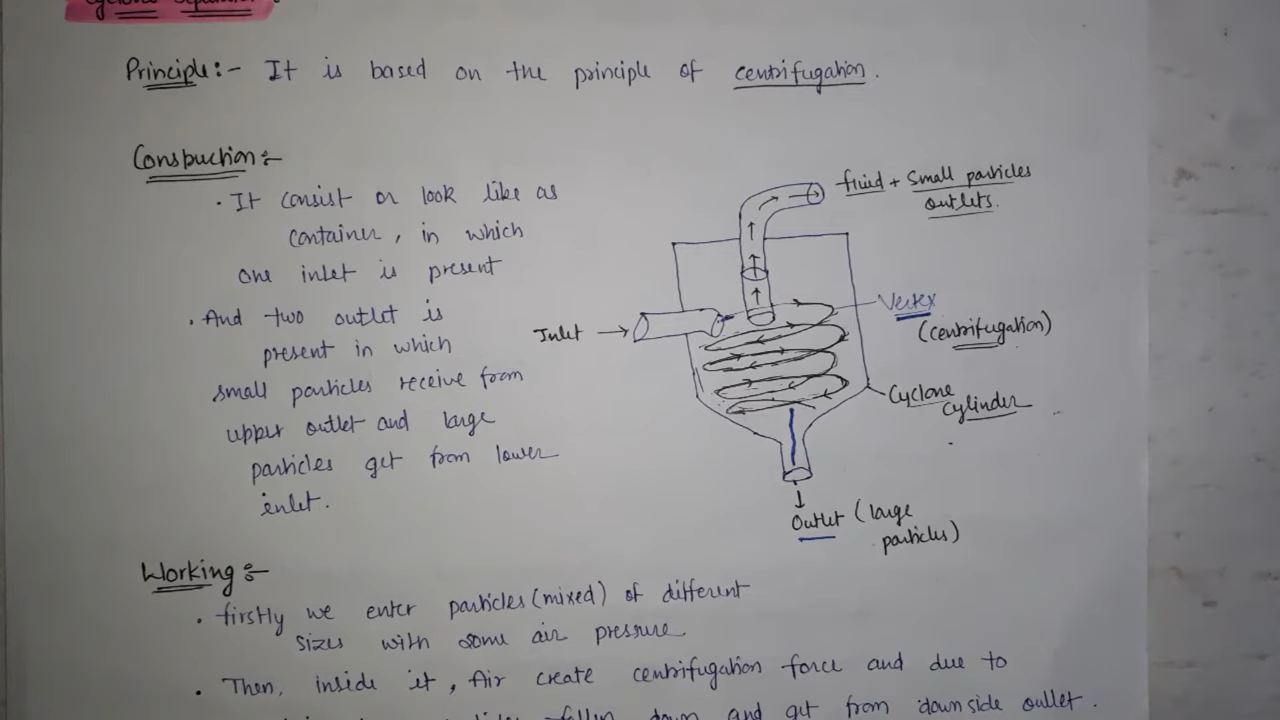 Cyclone Separator :
Principle:- It is based on the principle of centrifugation.
Constuction:-
• It consist or look like as
container, in which
one inlet is present
• And two outlet is
present in which
small particles receive from
upper outlet and large
particles get from lower
inlet.
fluid + Small particles
outlets.
Inlet →
Vertex
(centrifugation)
Cyclone
cylinder
Outlet (large
particles)
Working:-
• firstly we enter particles (mixed) of different
sizes with some air pressure.
• Then, inside it, Air create centrifugation force and due to
fallen down and get from downside outlet.